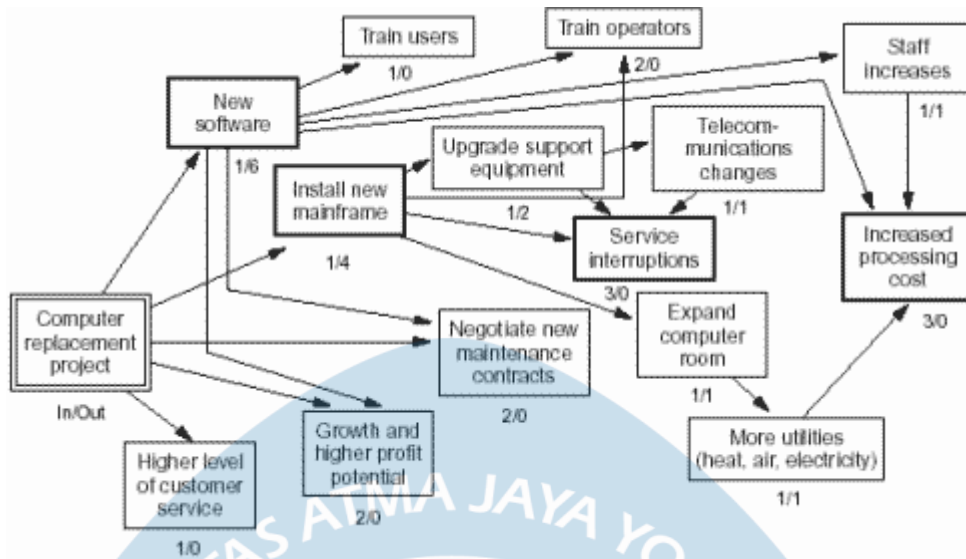 Train users
1/0
Train operators
2/0
Staff
increases
1/1
New
software
1/6
Upgrade support
equipment
1/2
Telecom-
munications
changes
1/1
Install new
mainframe
1/4
Service
interruptions
3/0
Increased
processing
cost
3/0
Computer
replacement
project
In/Out
Negotiate new
maintenance
contracts
2/0
Expand
computer
room
1/1
Higher level
of customer
service
1/0
Growth and
higher profit
potential
2/0
More utilities
(heat, air, electricity)
1/1
TAS ATMA JAYA YO